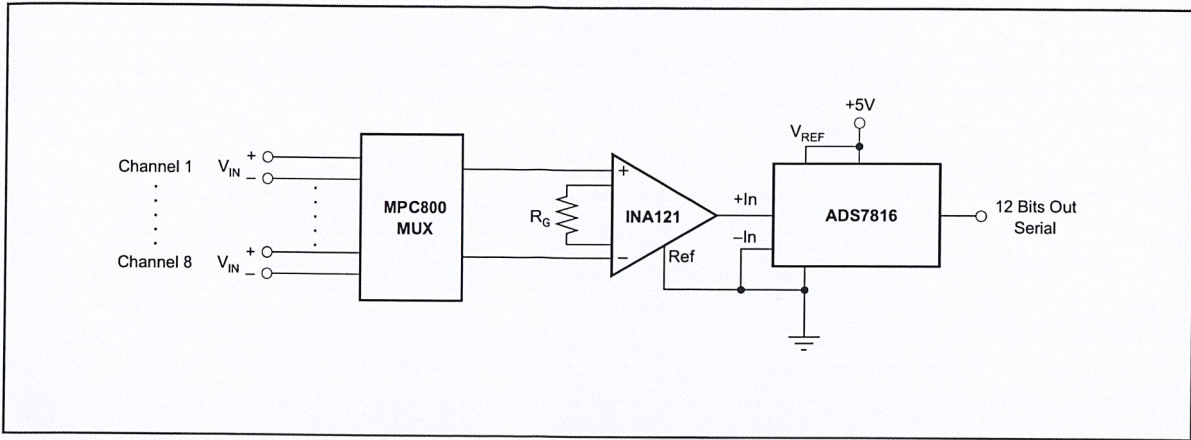 +5V
V_REF
Channel 1 V_IN + −
MPC800
MUX
+
R_G
INA121
−
Ref
+In
−In
ADS7816
12 Bits Out
Serial
Channel 8 V_IN + −